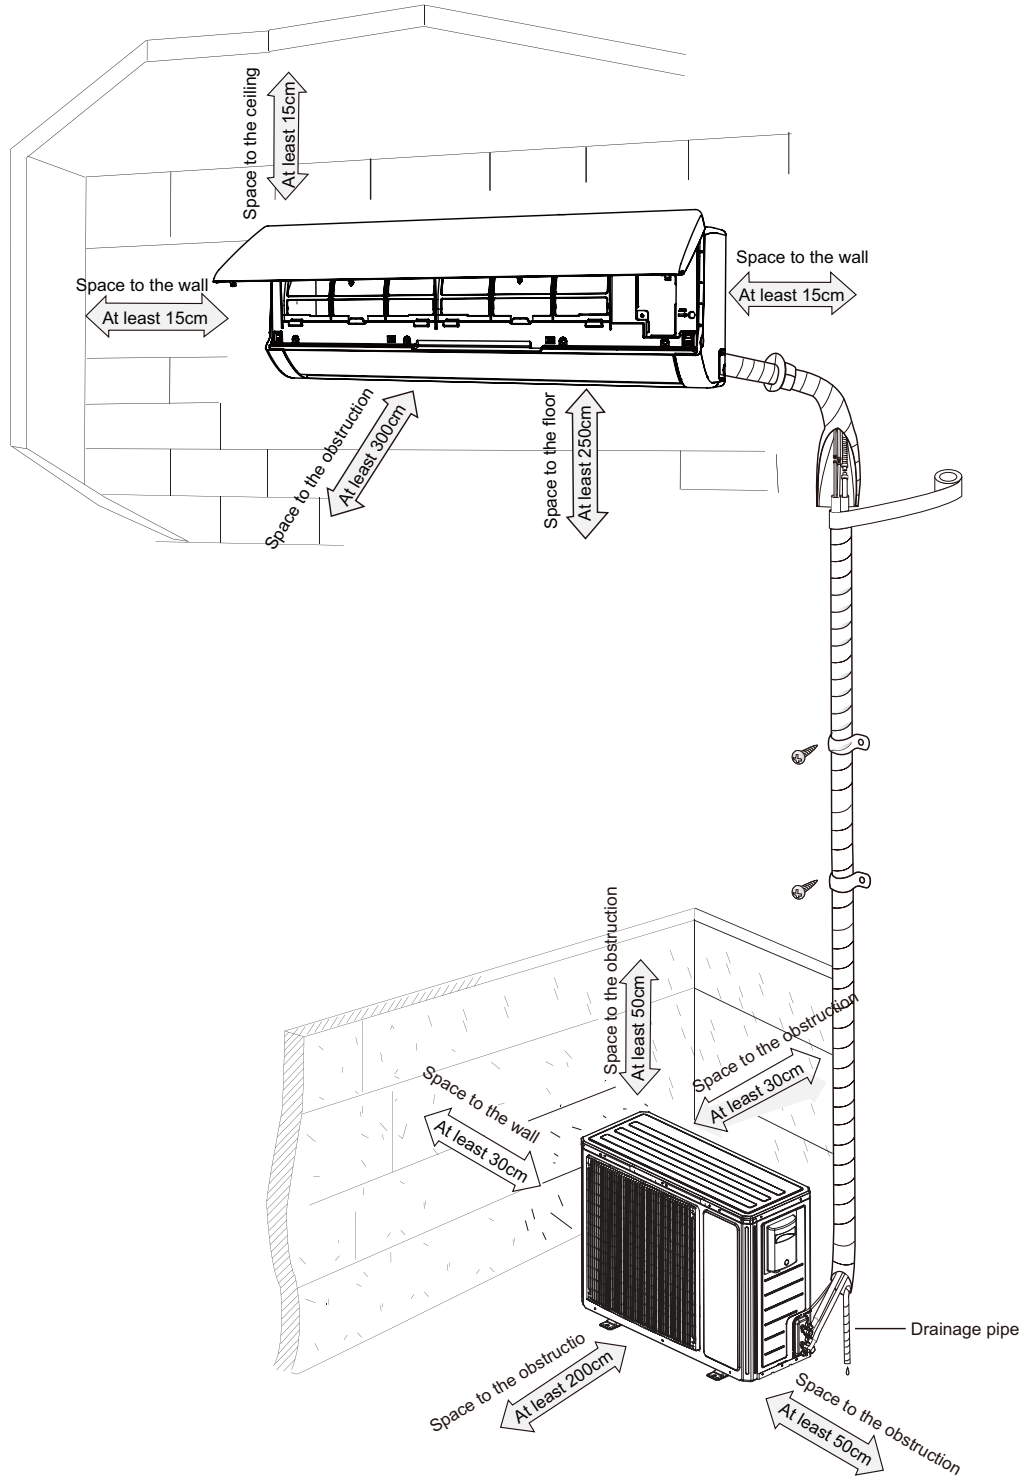 Space to the ceiling
At least 15cm
Space to the wall
At least 15cm
Space to the wall
At least 15cm
Space to the obstruction
At least 300cm
Space to the floor
At least 250cm
Space to the obstruction
At least 50cm
Space to the obstruction
At least 30cm
Space to the wall
At least 30cm
Drainage pipe
Space to the obstructio
At least 200cm
Space to the obstruction
At least 50cm